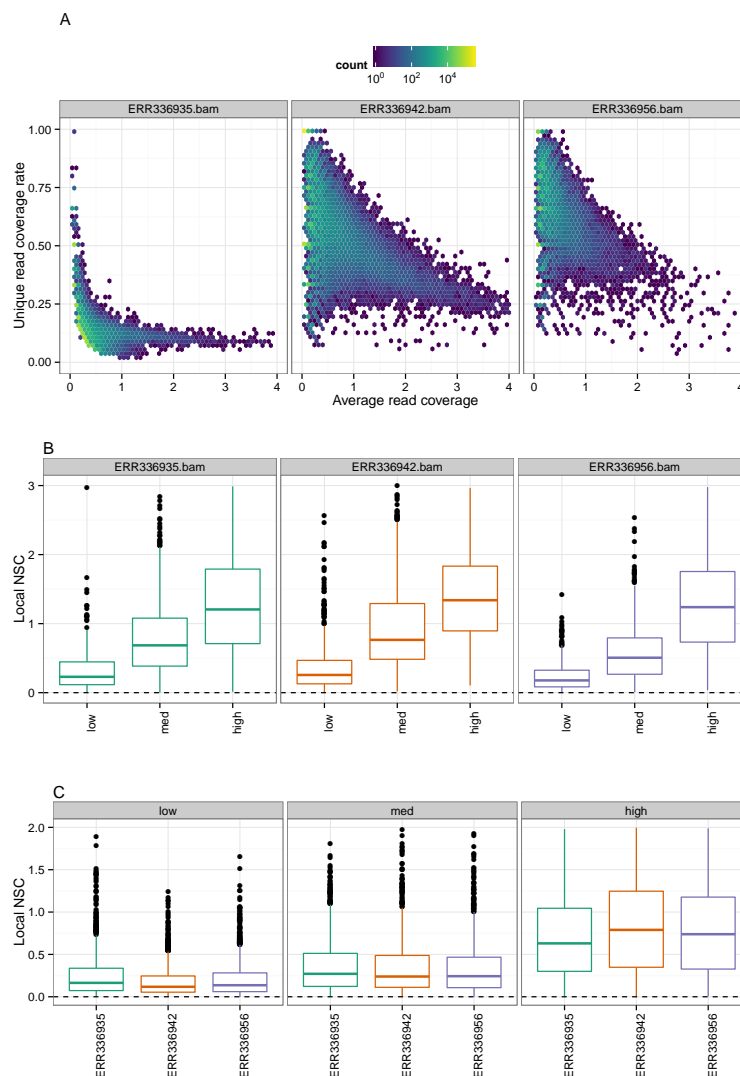 A
count
10^0 10^2 10^4
ERR336935.bam ERR336942.bam ERR336956.bam
Unique read coverage rate
1.00
0.75
0.50
0.25
0.00
0 1 2 3 4 0 1 2 3 4 0 1 2 3 4
Average read coverage
B
ERR336935.bam ERR336942.bam ERR336956.bam
Local NSC
3
2
1
0
low med high low med high low med high
C
low med high
Local NSC
2.0
1.5
1.0
0.5
0.0
ERR336935 ERR336942 ERR336956 ERR336935 ERR336942 ERR336956 ERR336935 ERR336942 ERR336956